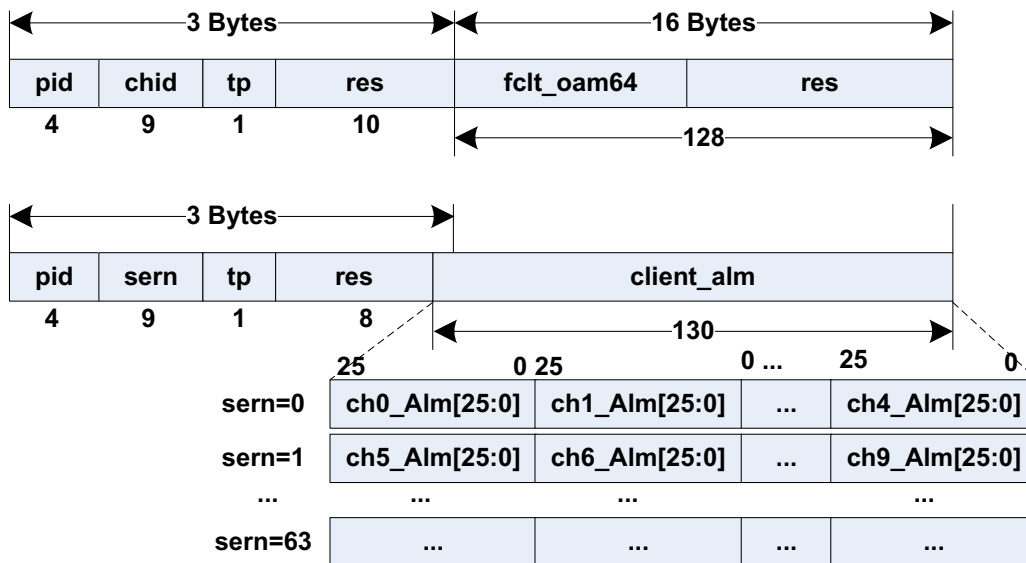 3 Bytes 16 Bytes
pid chid tp res fclt_oam64 res
4 9 1 10 128
3 Bytes
pid sern tp res client_alm
4 9 1 8 130
25 0 25 0 ... 25 0
sern=0 ch0_Alm[25:0] ch1_Alm[25:0] ... ch4_Alm[25:0]
sern=1 ch5_Alm[25:0] ch6_Alm[25:0] ... ch9_Alm[25:0]
... ... ... ...
sern=63 ... ... ... ...